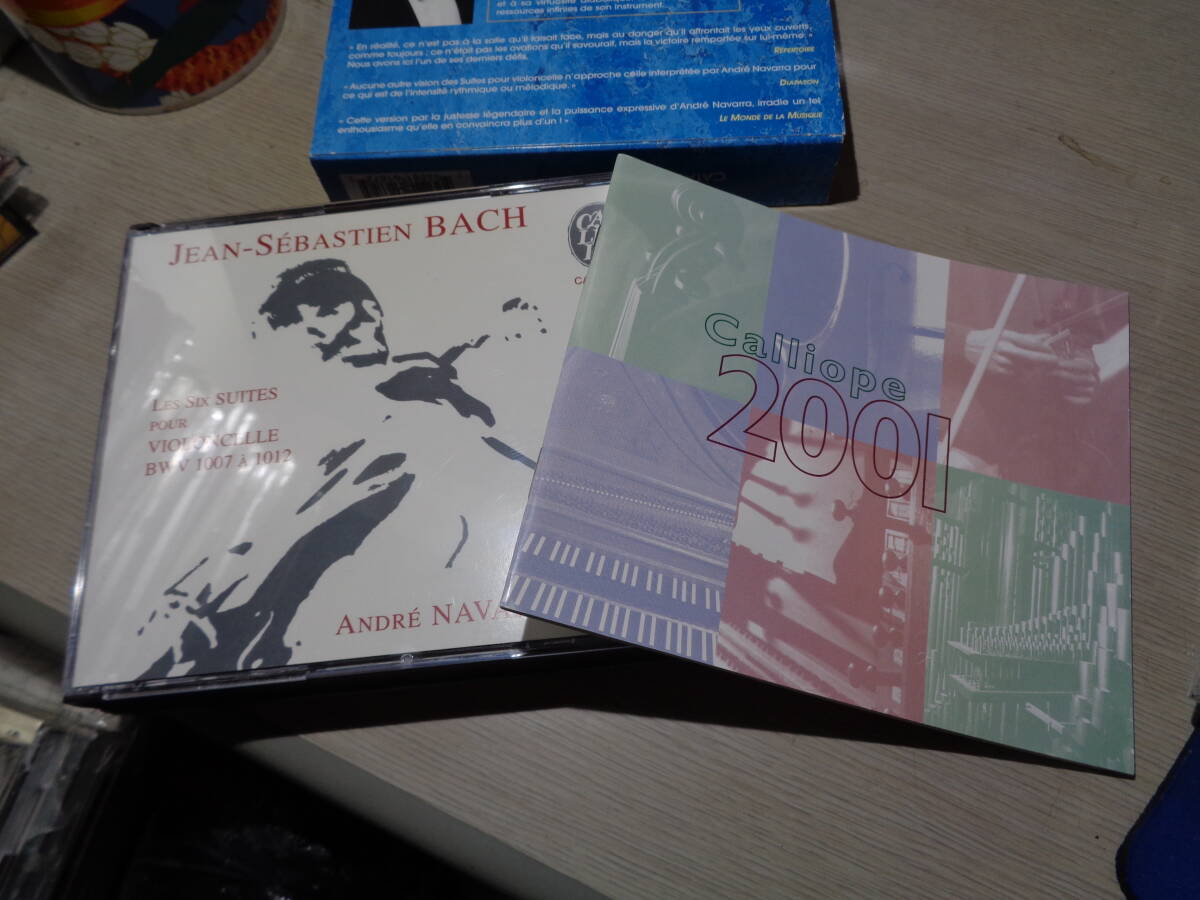 et à sa virtuosité
ressources infinies de son instrument.
« En réalité, ce n'est pas à la salle qu'il faisait face, mais au danger qu'il affrontait les yeux ouverts,
comme toujours ; ce n'était pas les ovations qu'il savourait, mais la victoire remportée sur lui-même.
Nous avons ici l'un de ses derniers défis.
RÉPERTOIRE
« Aucune autre vision des Suites pour violoncelle n'approche celle interprétée par André Navarra pour
ce qui est de l'intensité rythmique ou mélodique. »
DIAPASON
« Cette version par la justesse légendaire et la puissance expressive d'André Navarra, irradie un tel
enthousiasme qu'elle en convaincra plus d'un ! »
LE MONDE DE LA MUSIQUE
JEAN-SÉBASTIEN BACH
CA
LES SIX SUITES
POUR
VIOLONCELLE
BWV 1007 À 1012
ANDRÉ NAVA
Calliope
2001